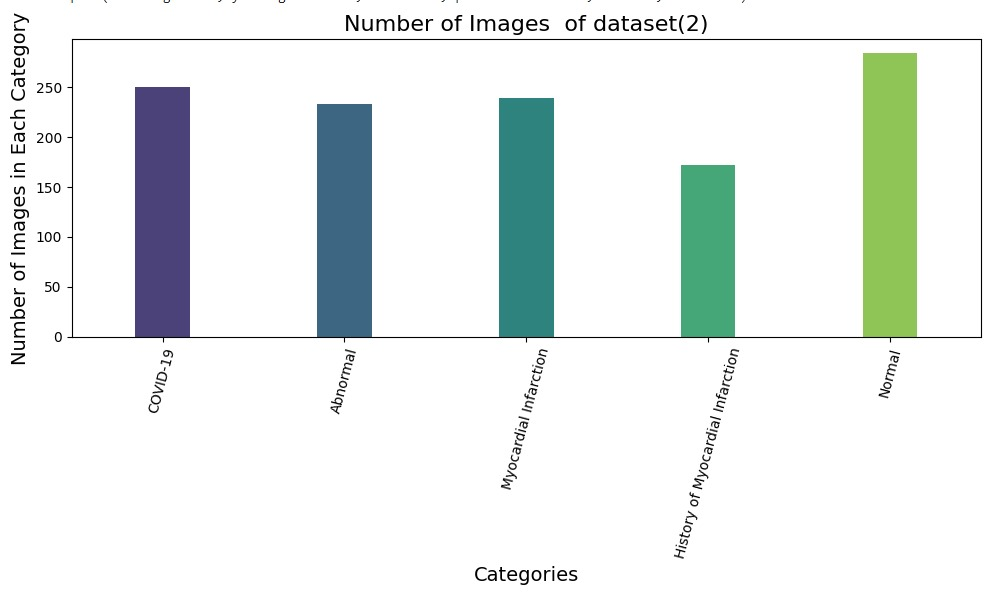 Number of Images  of dataset(2)
Number of Images in Each Category
250
200
150
100
50
0
COVID-19
Abnormal
Myocardial Infarction
History of Myocardial Infarction
Normal
Categories